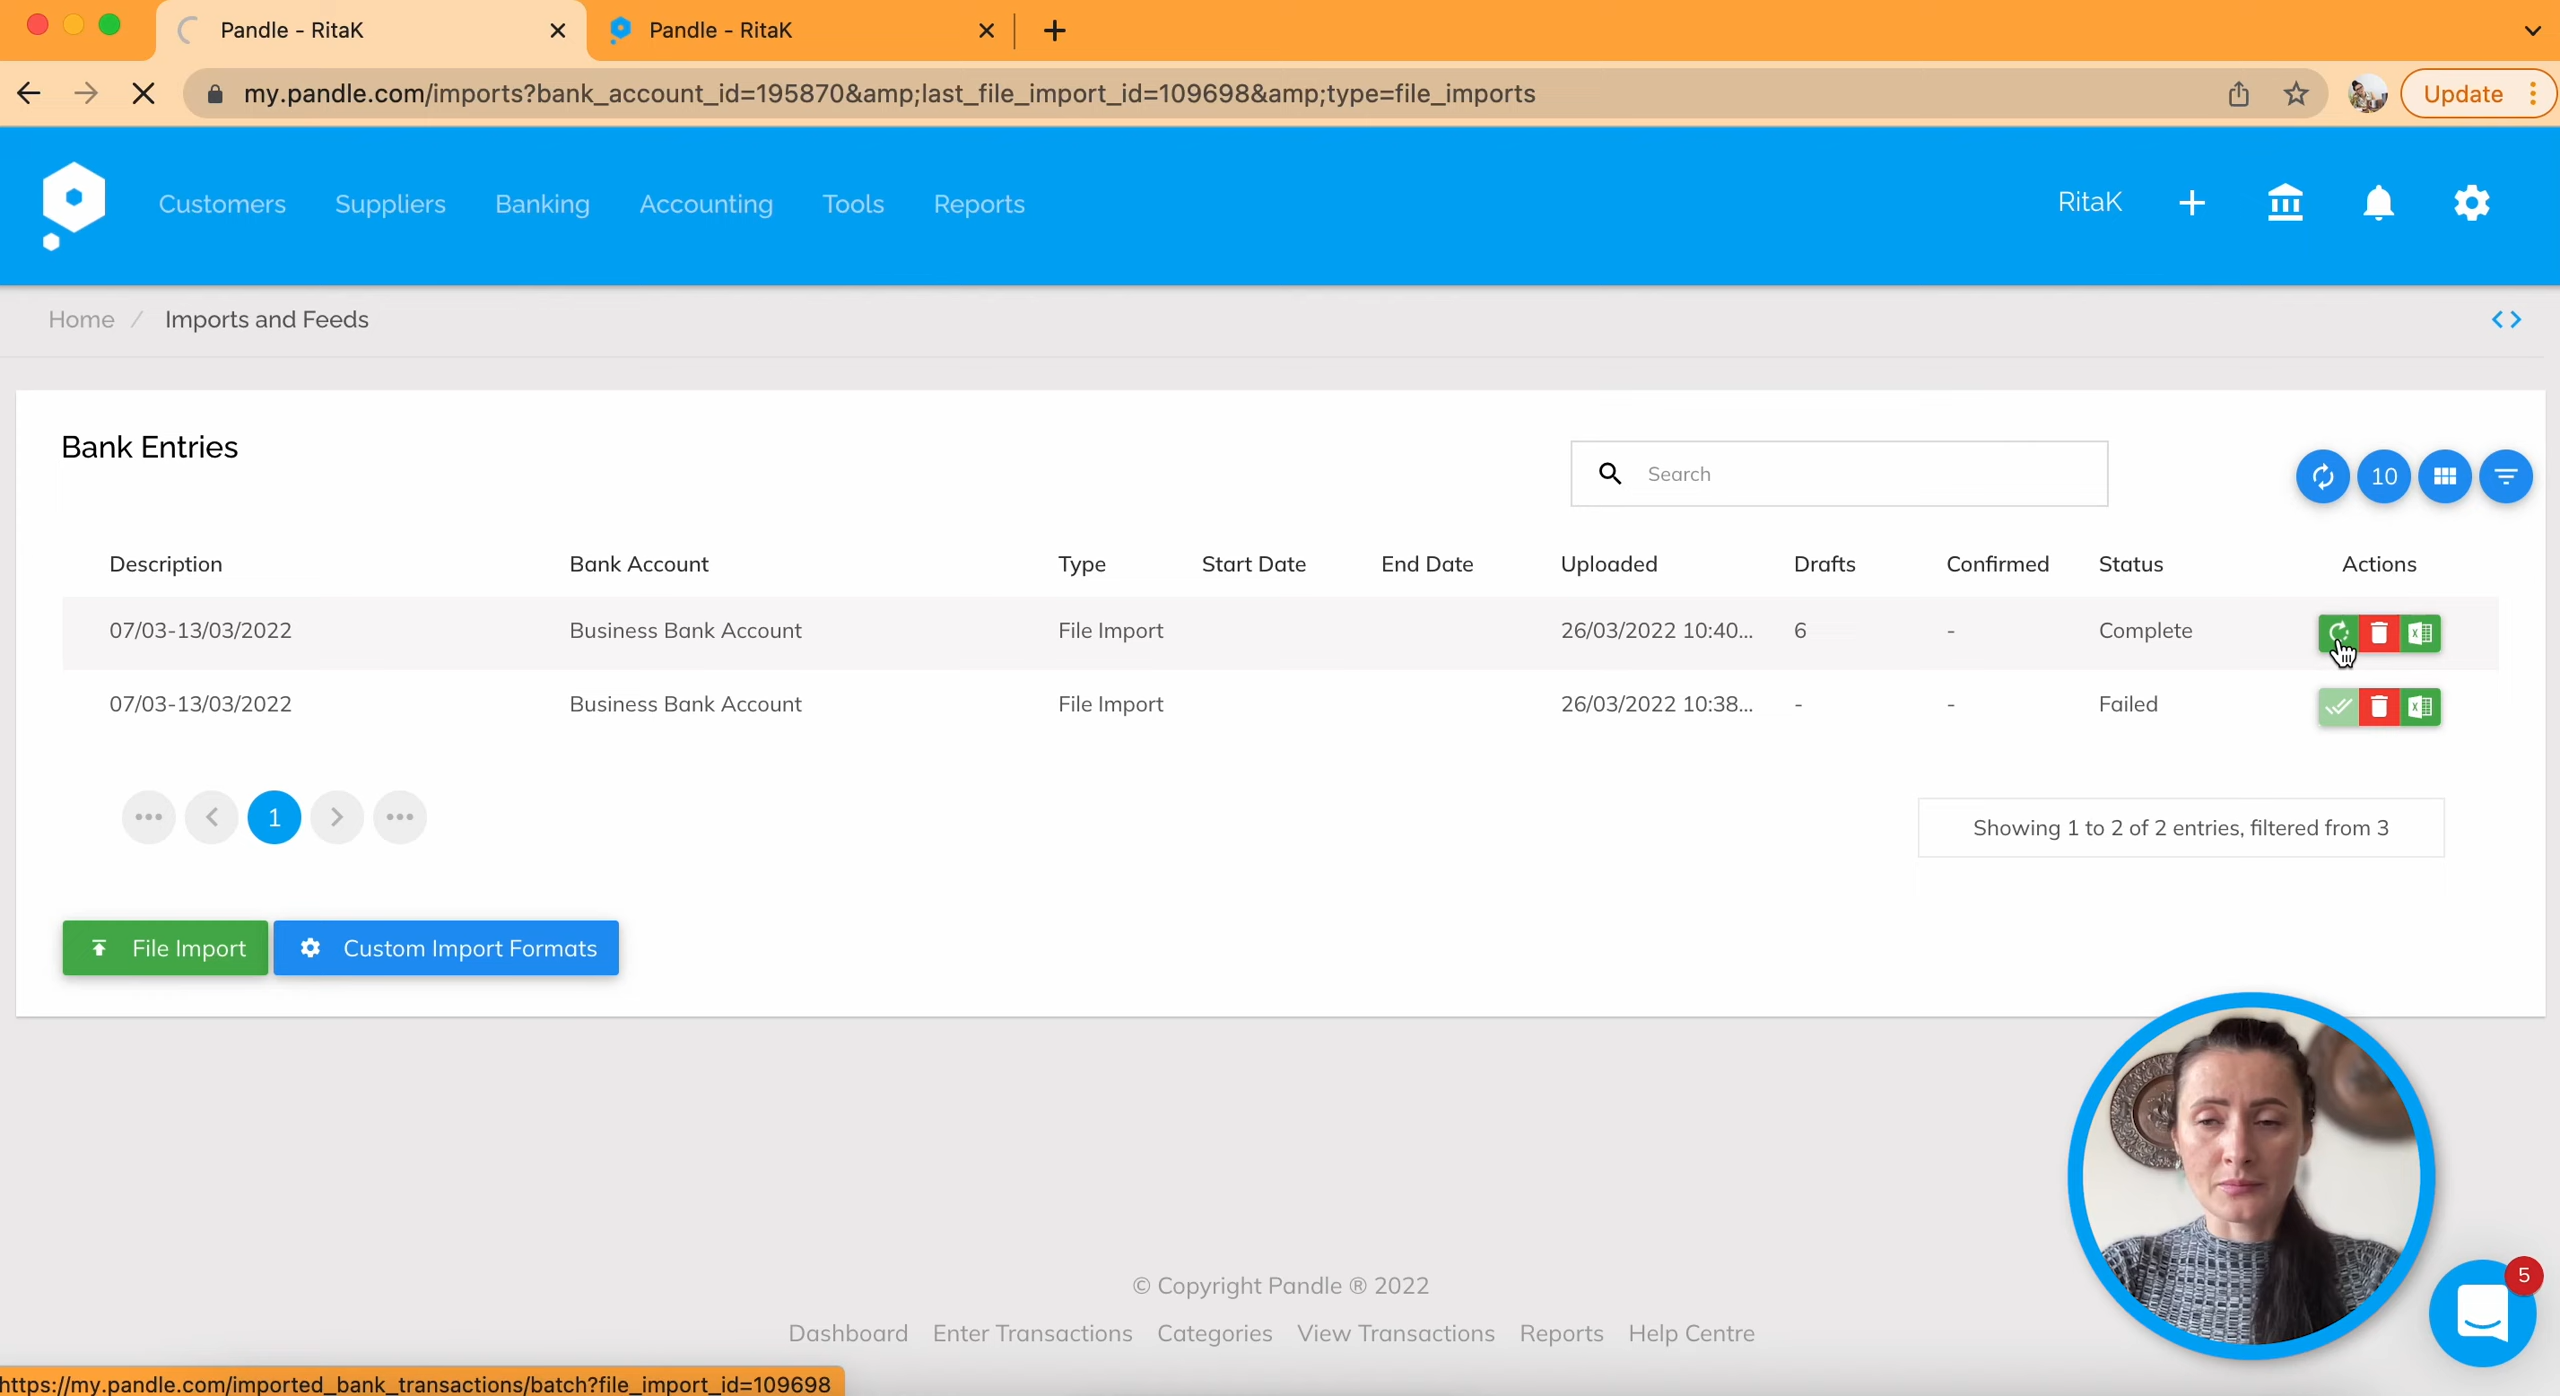 Pandle - RitaK
Pandle - RitaK
my.pandle.com/imports?bank_account_id=195870&amp;last_file_import_id=109698&amp;type=file_imports
Update
Customers Suppliers Banking Accounting Tools Reports
RitaK
Home / Imports and Feeds
Bank Entries
Search
10
Description Bank Account Type Start Date End Date Uploaded Drafts Confirmed Status Actions
07/03-13/03/2022 Business Bank Account File Import 26/03/2022 10:40... 6 - Complete
07/03-13/03/2022 Business Bank Account File Import 26/03/2022 10:38... - - Failed
1
Showing 1 to 2 of 2 entries, filtered from 3
File Import
Custom Import Formats
5
© Copyright Pandle ® 2022
Dashboard Enter Transactions Categories View Transactions Reports Help Centre
https://my.pandle.com/imported_bank_transactions/batch?file_import_id=109698